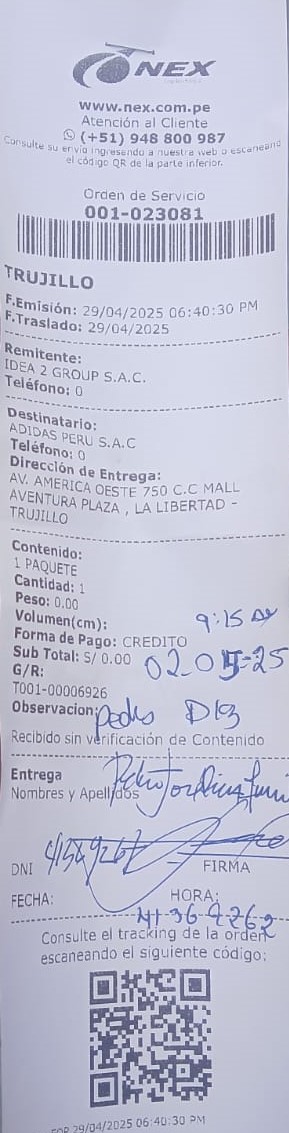 NEX
www.nex.com.pe
Atención al Cliente
(+51) 948 800 987
Consulte su envío ingresando a nuestra web o escaneand
el código QR de la parte inferior.
Orden de Servicio
001-023081
TRUJILLO
F.Emisión: 29/04/2025 06:40:30 PM
F.Traslado: 29/04/2025
Remitente:
IDEA 2 GROUP S.A.C.
Teléfono: 0
Destinatario:
ADIDAS PERU S.A.C
Teléfono: 0
Dirección de Entrega:
AV. AMERICA OESTE 750 C.C MALL
AVENTURA PLAZA , LA LIBERTAD -
TRUJILLO
Contenido:
1 PAQUETE
Cantidad: 1
Peso: 0.00
Volumen(cm):
9:15
Forma de Pago: CREDITO
Sub Total: S/ 0.00
02-05-25
G/R:
T001-00006926
Observacion: Pedro
Recibido sin verificación de Contenido
Entrega
Nombres y Apellidos
DNI
FIRMA
FECHA: HORA:
41369262
Consulte el tracking de la orden
escaneando el siguiente código:
29/04/2025 06:40:30 PM